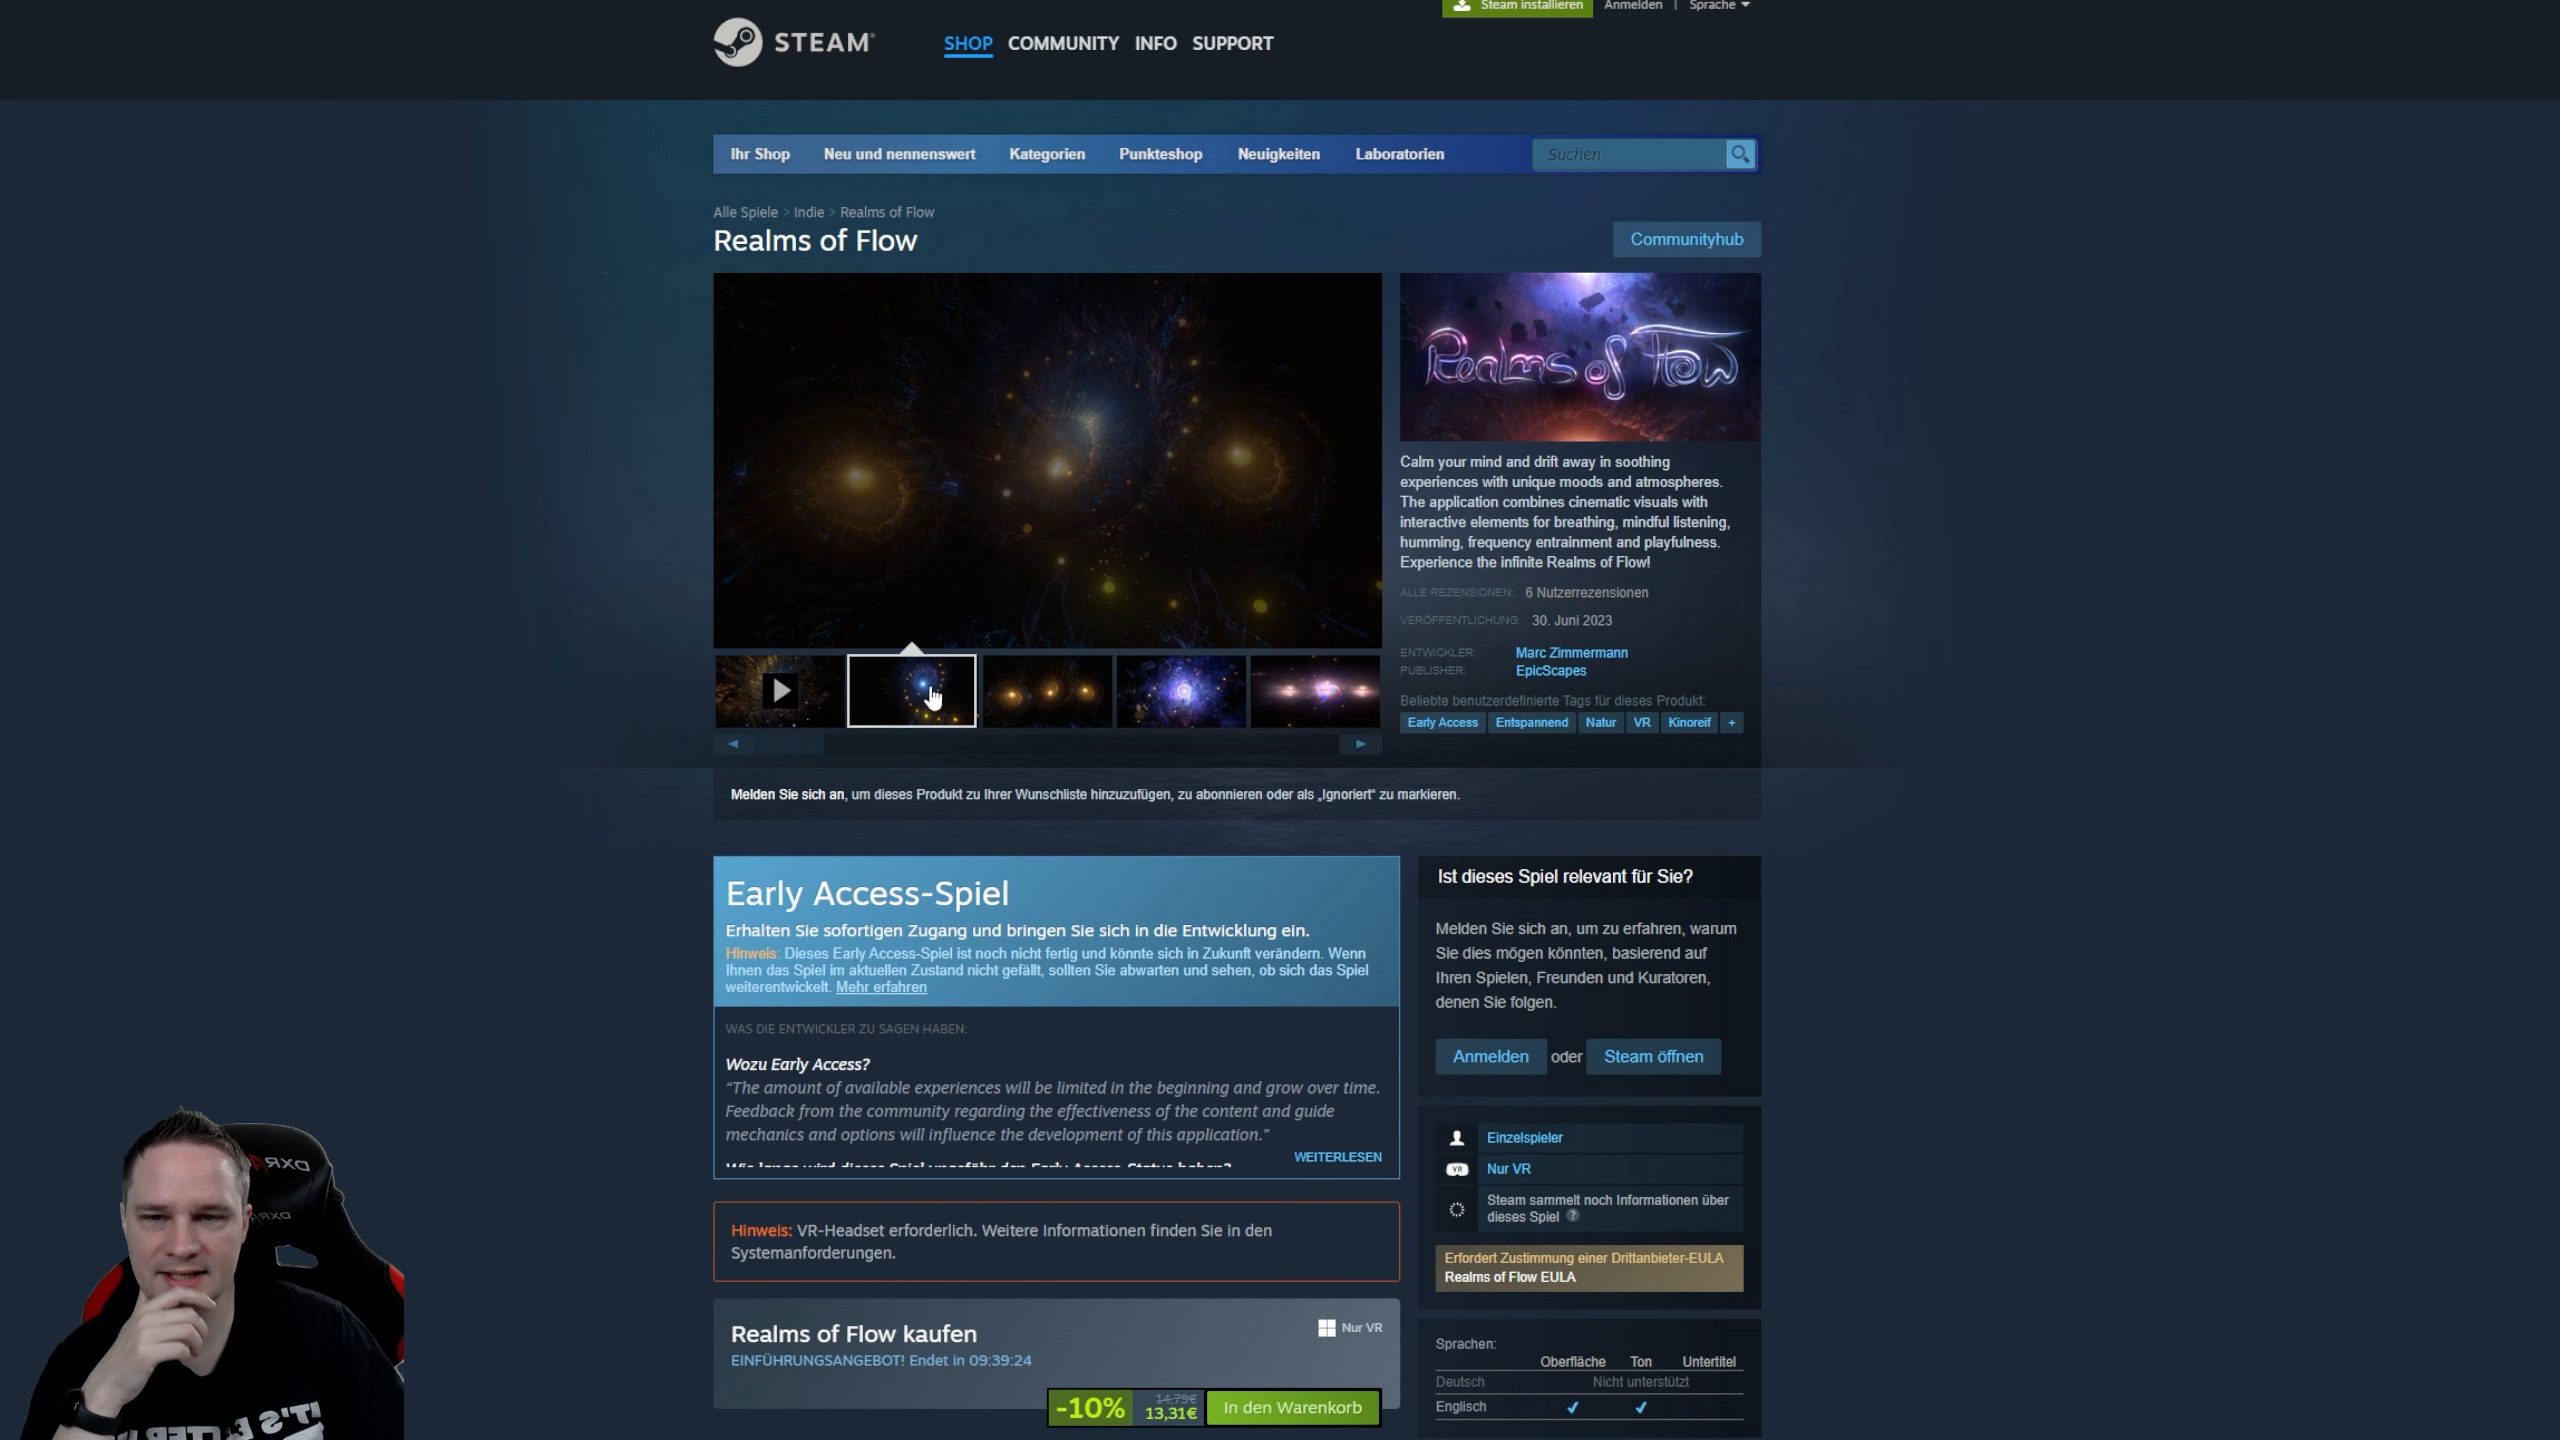 Steam installieren
Anmelden | Sprache
STEAM
SHOP COMMUNITY INFO SUPPORT
Ihr Shop Neu und nennenswert Kategorien Punkteshop Neuigkeiten Laboratorien Suchen
Alle Spiele > Indie > Realms of Flow
Realms of Flow
Communityhub
Realms of Flow
Calm your mind and drift away in soothing
experiences with unique moods and atmospheres.
The application combines cinematic visuals with
interactive elements for breathing, mindful listening,
humming, frequency entrainment and playfulness.
Experience the infinite Realms of Flow!
ALLE REZENSIONEN: 6 Nutzerrezensionen
VERÖFFENTLICHUNG: 30. Juni 2023
ENTWICKLER: Marc Zimmermann
PUBLISHER: EpicScapes
Beliebte benutzerdefinierte Tags für dieses Produkt:
Early Access Entspannend Natur VR Kinoreif +
Melden Sie sich an, um dieses Produkt zu Ihrer Wunschliste hinzuzufügen, zu abonnieren oder als „Ignoriert“ zu markieren.
Early Access-Spiel
Erhalten Sie sofortigen Zugang und bringen Sie sich in die Entwicklung ein.
Hinweis: Dieses Early Access-Spiel ist noch nicht fertig und könnte sich in Zukunft verändern. Wenn
Ihnen das Spiel im aktuellen Zustand nicht gefällt, sollten Sie abwarten und sehen, ob sich das Spiel
weiterentwickelt. Mehr erfahren
WAS DIE ENTWICKLER ZU SAGEN HABEN:
Wozu Early Access?
“The amount of available experiences will be limited in the beginning and grow over time.
Feedback from the community regarding the effectiveness of the content and guide
mechanics and options will influence the development of this application.”
Wie lange wird dieses Spiel ungefähr den Early Access-Status haben?
WEITERLESEN
Hinweis: VR-Headset erforderlich. Weitere Informationen finden Sie in den
Systemanforderungen.
Realms of Flow kaufen
Nur VR
EINFÜHRUNGSANGEBOT! Endet in 09:39:24
-10% 14,79€
13,31€
In den Warenkorb
Ist dieses Spiel relevant für Sie?
Melden Sie sich an, um zu erfahren, warum
Sie dies mögen könnten, basierend auf
Ihren Spielen, Freunden und Kuratoren,
denen Sie folgen.
Anmelden oder Steam öffnen
Einzelspieler
VR Nur VR
Steam sammelt noch Informationen über
dieses Spiel ?
Erfordert Zustimmung einer Drittanbieter-EULA
Realms of Flow EULA
Sprachen:
Oberfläche Ton Untertitel
Deutsch Nicht unterstützt
Englisch ✔ ✔
DXRA